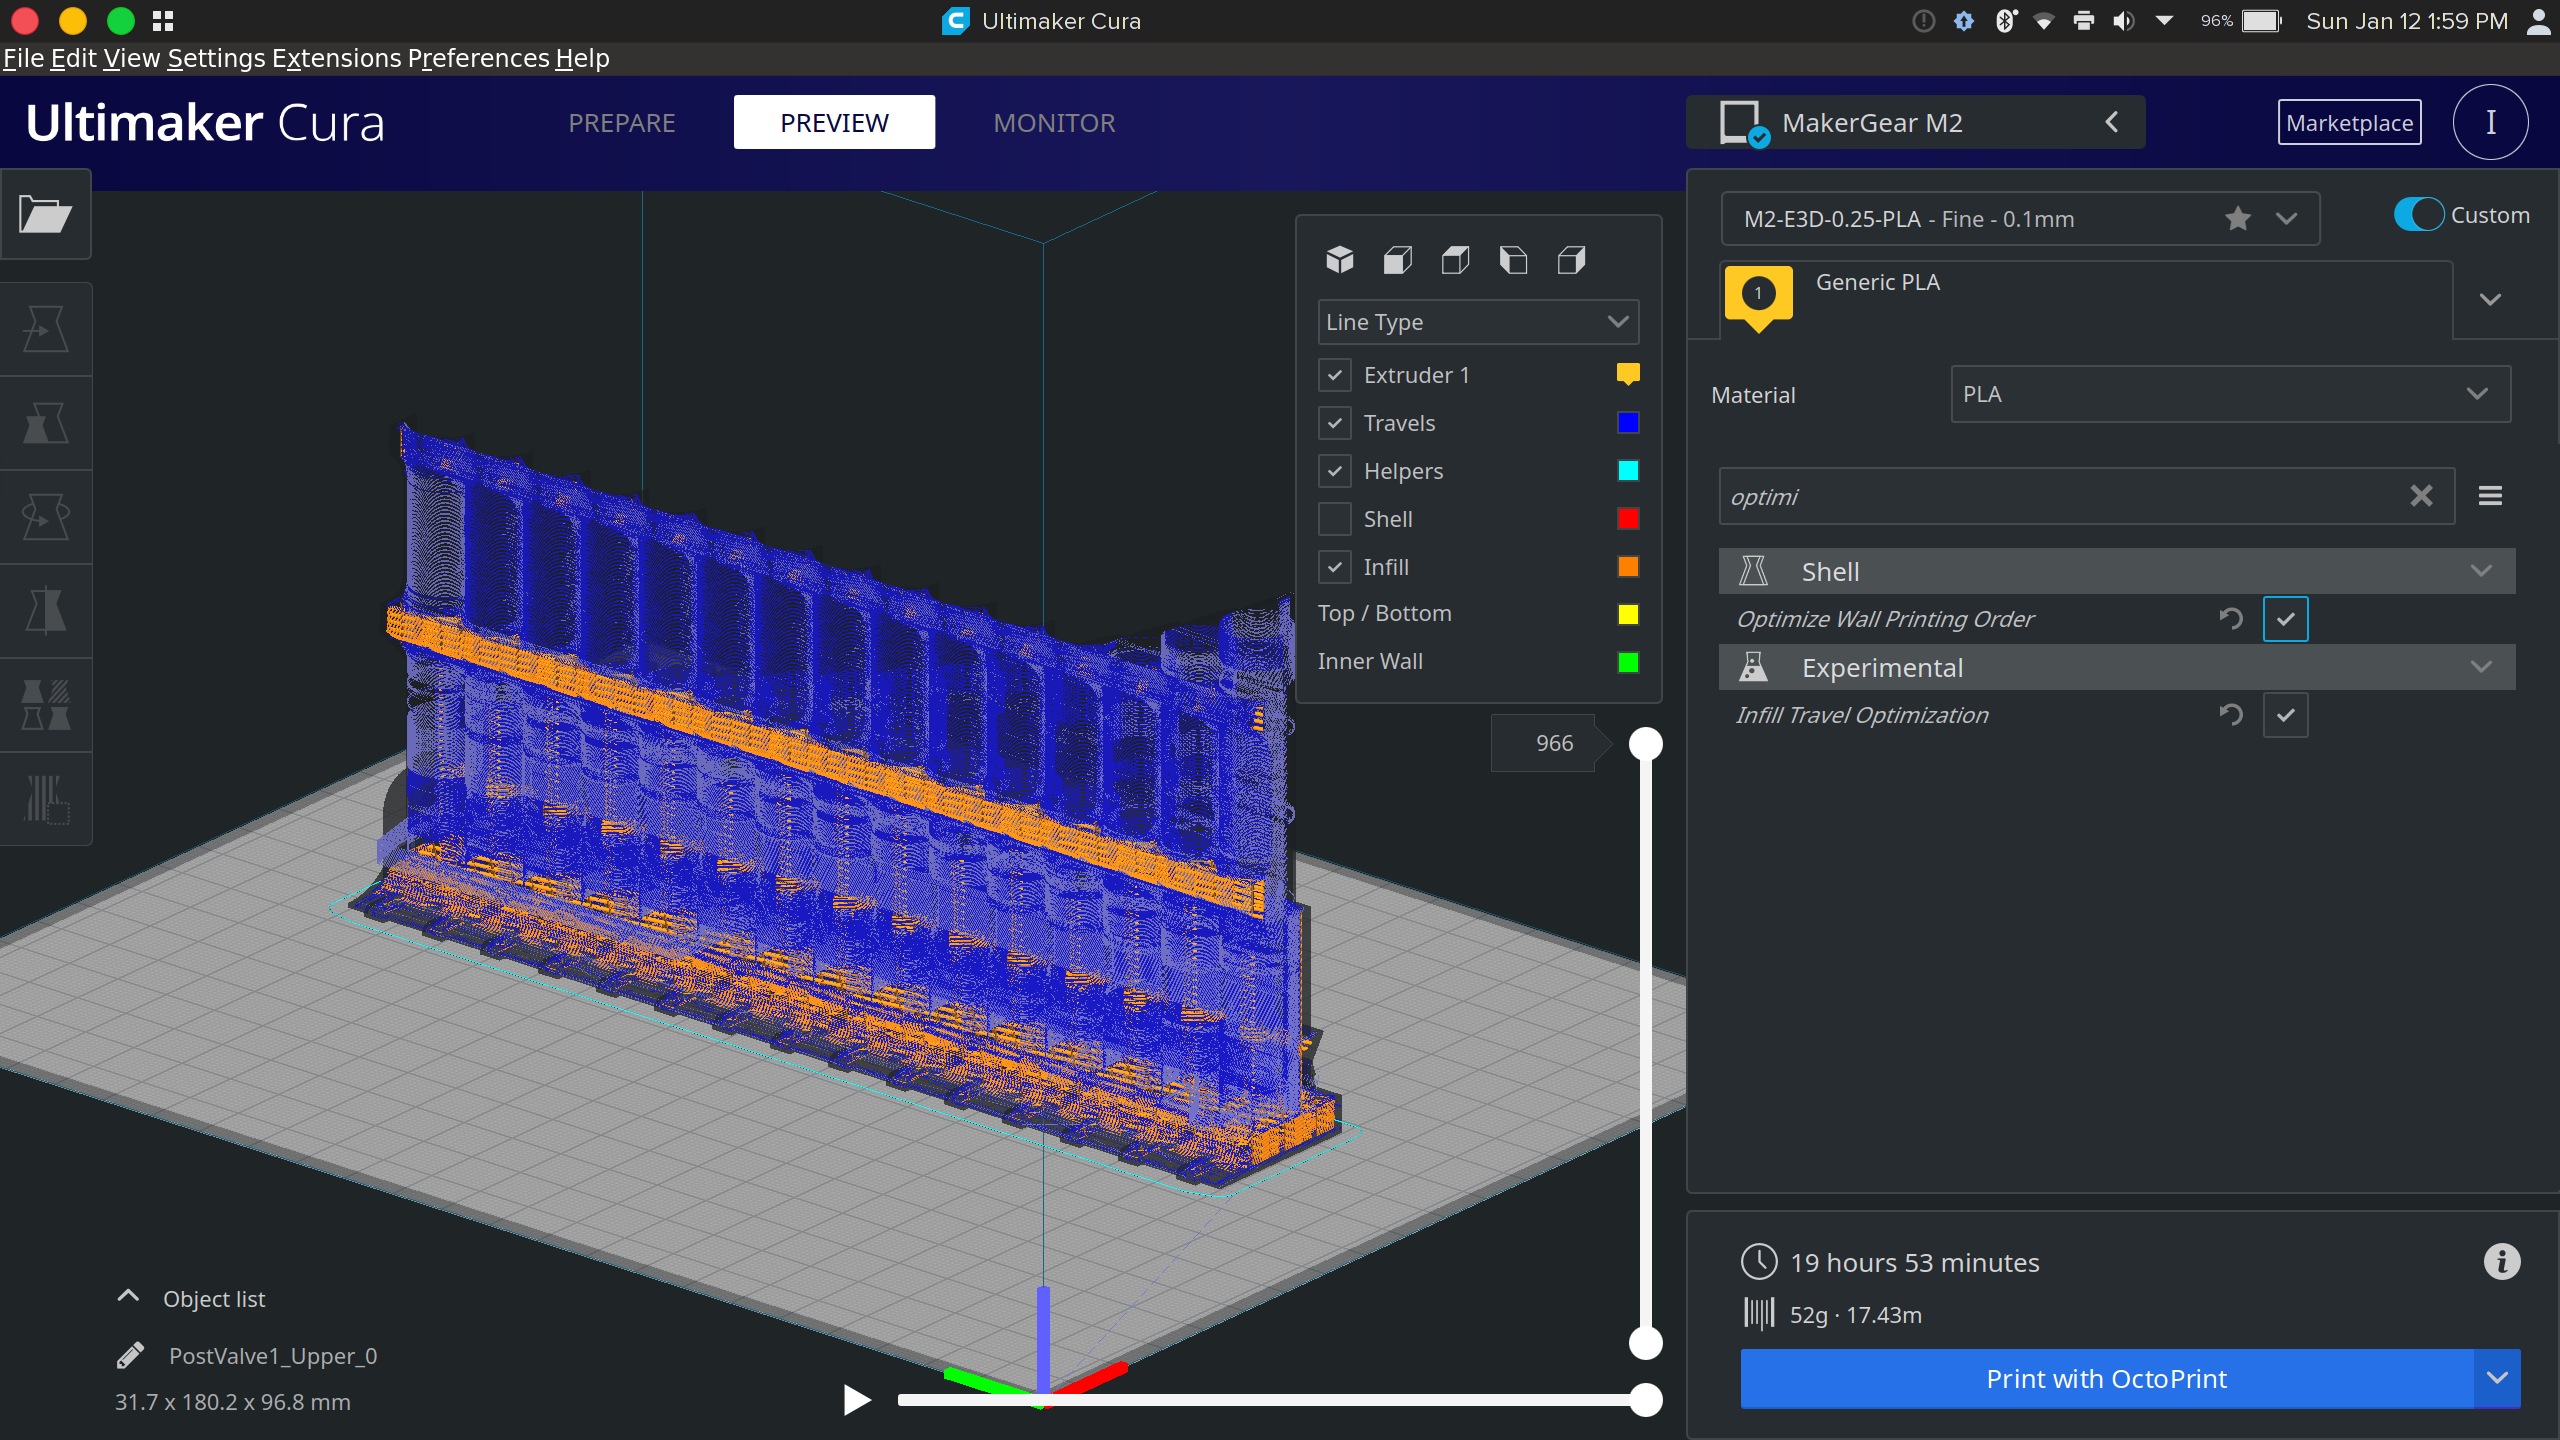 Ultimaker Cura
96%
Sun Jan 12 1:59 PM
File Edit View Settings Extensions Preferences Help
Ultimaker Cura
PREPARE
PREVIEW
MONITOR
MakerGear M2
Marketplace
I
M2-E3D-0.25-PLA - Fine - 0.1mm
Custom
1
Generic PLA
Material
PLA
optimi
Shell
Optimize Wall Printing Order
Experimental
Infill Travel Optimization
Line Type
Extruder 1
Travels
Helpers
Shell
Infill
Top / Bottom
Inner Wall
966
Object list
PostValve1_Upper_0
31.7 x 180.2 x 96.8 mm
19 hours 53 minutes
52g · 17.43m
Print with OctoPrint